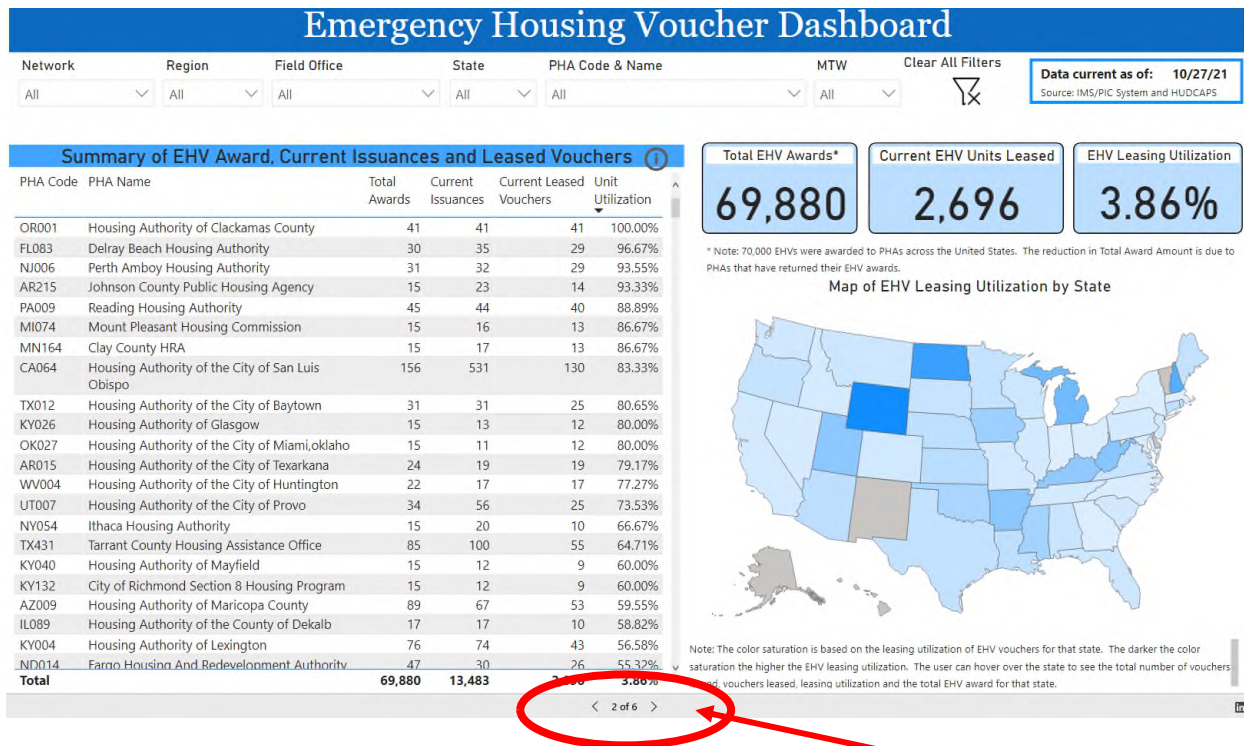 Emergency Housing Voucher Dashboard
Network Region Field Office State PHA Code & Name MTW Clear All Filters
All All All All All All
Data current as of: 10/27/21
Source: IMS/PIC System and HUDCAPS
Summary of EHV Award, Current Issuances and Leased Vouchers i
PHA Code PHA Name Total Current Current Leased Unit
Awards Issuances Vouchers Utilization
OR001 Housing Authority of Clackamas County 41 41 41 100.00%
FL083 Delray Beach Housing Authority 30 35 29 96.67%
NJ006 Perth Amboy Housing Authority 31 32 29 93.55%
AR215 Johnson County Public Housing Agency 15 23 14 93.33%
PA009 Reading Housing Authority 45 44 40 88.89%
MI074 Mount Pleasant Housing Commission 15 16 13 86.67%
MN164 Clay County HRA 15 17 13 86.67%
CA064 Housing Authority of the City of San Luis 156 531 130 83.33%
Obispo
TX012 Housing Authority of the City of Baytown 31 31 25 80.65%
KY026 Housing Authority of Glasgow 15 13 12 80.00%
OK027 Housing Authority of the City of Miami,oklaho 15 11 12 80.00%
AR015 Housing Authority of the City of Texarkana 24 19 19 79.17%
WV004 Housing Authority of the City of Huntington 22 17 17 77.27%
UT007 Housing Authority of the City of Provo 34 56 25 73.53%
NY054 Ithaca Housing Authority 15 20 10 66.67%
TX431 Tarrant County Housing Assistance Office 85 100 55 64.71%
KY040 Housing Authority of Mayfield 15 12 9 60.00%
KY132 City of Richmond Section 8 Housing Program 15 12 9 60.00%
AZ009 Housing Authority of Maricopa County 89 67 53 59.55%
IL089 Housing Authority of the County of Dekalb 17 17 10 58.82%
KY004 Housing Authority of Lexington 76 74 43 56.58%
ND014 Fargo Housing And Redevelopment Authority 47 30 26 55.32%
Total 69,880 13,483 3.86%
Total EHV Awards*
69,880
Current EHV Units Leased
2,696
EHV Leasing Utilization
3.86%
* Note: 70,000 EHVs were awarded to PHAs across the United States. The reduction in Total Award Amount is due to
PHAs that have returned their EHV awards.
Map of EHV Leasing Utilization by State
Note: The color saturation is based on the leasing utilization of EHV vouchers for that state. The darker the color
saturation the higher the EHV leasing utilization. The user can hover over the state to see the total number of vouchers
vouchers leased, leasing utilization and the total EHV award for that state.
< 2 of 6 >
in